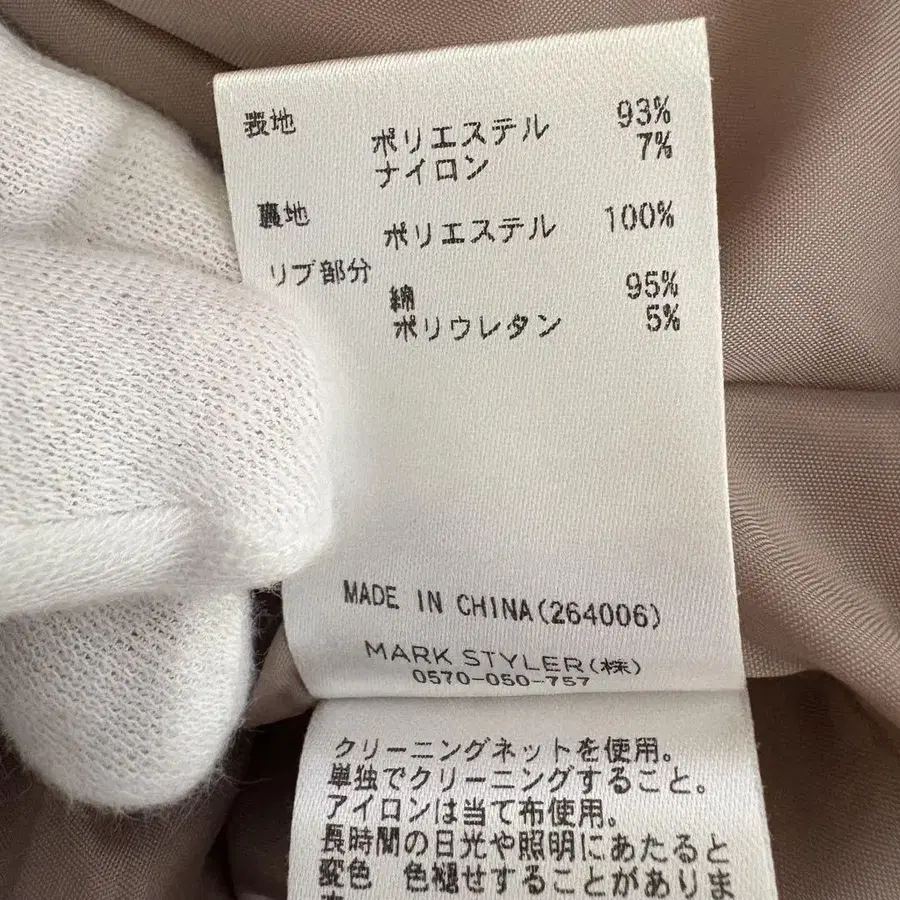 表地
ポリエステル 93%
ナイロン 7%
裏地
ポリエステル 100%
リブ部分
綿 95%
ポリウレタン 5%
MADE IN CHINA(264006)
MARK STYLER(株)
0570-050-757
クリーニングネットを使用。
単独でクリーニングすること。
アイロンは当て布使用。
長時間の日光や照明にあたると
変色 色褪せすることがありま